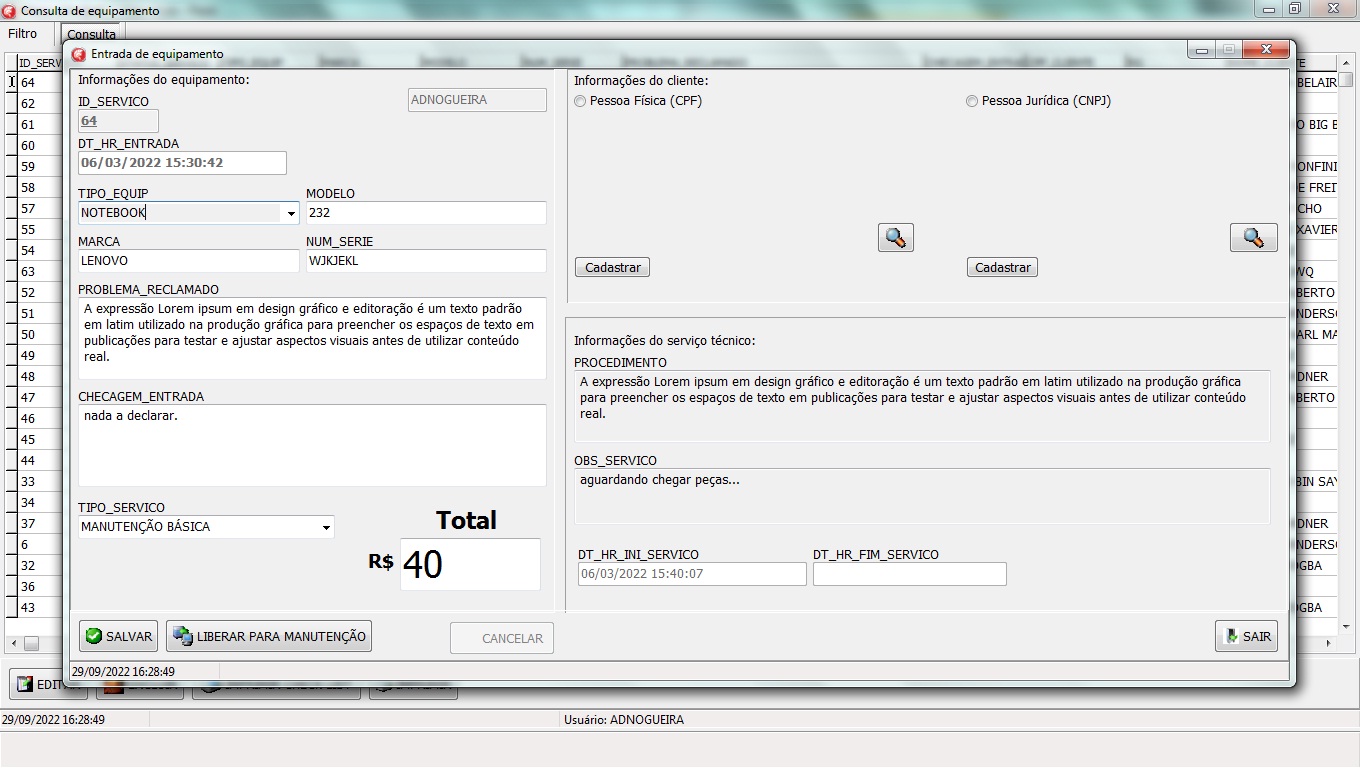 Consulta de equipamento
Filtro
Consulta
ID_SERV
64
62
61
60
59
58
57
55
54
63
52
51
50
49
48
47
46
45
44
33
34
37
6
32
36
43
Entrada de equipamento
Informações do equipamento:
ID_SERVICO
ADNOGUEIRA
64
DT_HR_ENTRADA
06/03/2022 15:30:42
TIPO_EQUIP
MODELO
NOTEBOOK
232
MARCA
NUM_SERIE
LENOVO
WJKJEKL
PROBLEMA_RECLAMADO
A expressão Lorem ipsum em design gráfico e editoração é um texto padrão
em latim utilizado na produção gráfica para preencher os espaços de texto em
publicações para testar e ajustar aspectos visuais antes de utilizar conteúdo
real.
CHECAGEM_ENTRADA
nada a declarar.
TIPO_SERVICO
MANUTENÇÃO BÁSICA
Total
R$ 40
Informações do cliente:
Pessoa Física (CPF)
Pessoa Jurídica (CNPJ)
Cadastrar
Cadastrar
Informações do serviço técnico:
PROCEDIMENTO
A expressão Lorem ipsum em design gráfico e editoração é um texto padrão em latim utilizado na produção gráfica
para preencher os espaços de texto em publicações para testar e ajustar aspectos visuais antes de utilizar conteúdo
real.
OBS_SERVICO
aguardando chegar peças...
DT_HR_INI_SERVICO
DT_HR_FIM_SERVICO
06/03/2022 15:40:07
SALVAR
LIBERAR PARA MANUTENÇÃO
CANCELAR
SAIR
29/09/2022 16:28:49
BELAIR
O BIG B
ONFINI
E FREI
CHO
XAVIER
WQ
BERTO
NDERSO
ARL MA
DNER
BERTO
BIN SAY
DNER
NDERSO
OGBA
OGBA
EDITA
29/09/2022 16:28:49
Usuário: ADNOGUEIRA